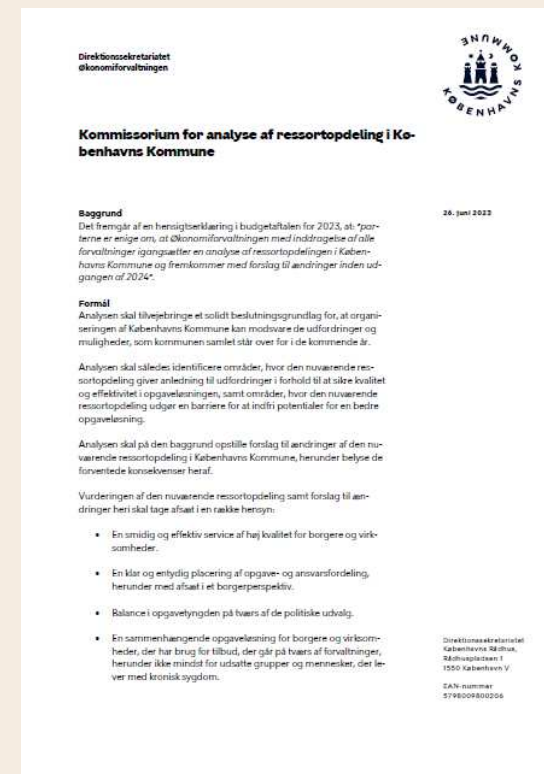 Direktionssekretariatet
Økonomiforvaltningen
KØBENHAVNS KOMMUNE
Kommissorium for analyse af ressortopdeling i Kø-
benhavns Kommune
26. juni 2023
Baggrund
Det fremgår af en hensigtserklæring i budgetaftalen for 2023, at: "par-
terne er enige om, at Økonomiforvaltningen med inddragelse af alle
forvaltninger igangsætter en analyse af ressortopdelingen i Køben-
havns Kommune og fremkommer med forslag til ændringer inden ud-
gangen af 2024".
Formål
Analysen skal tilvejebringe et solidt beslutningsgrundlag for, at organi-
seringen af Københavns Kommune kan modsvare de udfordringer og
muligheder, som kommunen samlet står over for i de kommende år.
Analysen skal således identificere områder, hvor den nuværende res-
sortopdeling giver anledning til udfordringer i forhold til at sikre kvalitet
og effektivitet i opgaveløsningen, samt områder, hvor den nuværende
ressortopdeling udgør en barriere for at indfri potentialer for en bedre
opgaveløsning.
Analysen skal på den baggrund opstille forslag til ændringer af den nu-
værende ressortopdeling i Københavns Kommune, herunder belyse de
forventede konsekvenser heraf.
Vurderingen af den nuværende ressortopdeling samt forslag til æn-
dringer heri skal tage afsæt i en række hensyn:
• En smidig og effektiv service af høj kvalitet for borgere og virk-
somheder.
• En klar og entydig placering af opgave- og ansvarsfordeling,
herunder med afsæt i et borgerperspektiv.
• Balance i opgavetyngden på tværs af de politiske udvalg.
• En sammenhængende opgaveløsning for borgere og virksom-
heder, der har brug for tilbud, der går på tværs af forvaltninger,
herunder ikke mindst for udsatte grupper og mennesker, der le-
ver med kronisk sygdom.
Direktionssekretariatet
Københavns Rådhus,
Rådhuspladsen 1
1550 København V
EAN-nummer
5798009800206